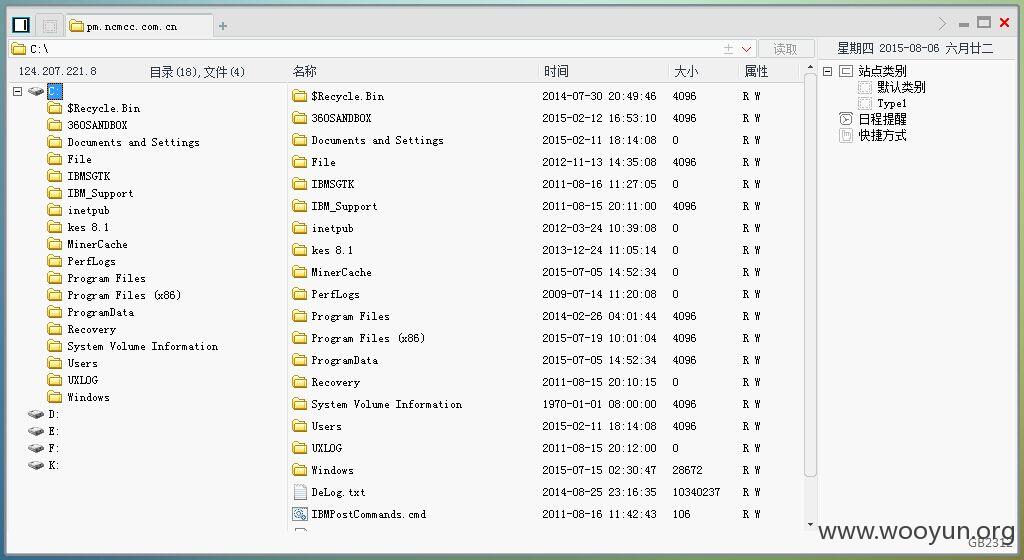 pm.ncmcc.com.cn
C:\
读取
星期四 2015-08-06 六月廿二
124.207.221.8 目录(18),文件(4)
名称 时间 大小 属性
C:
$Recycle.Bin
360SANDBOX
Documents and Settings
File
IBMSGTK
IBM_Support
inetpub
kes 8.1
MinerCache
PerfLogs
Program Files
Program Files (x86)
ProgramData
Recovery
System Volume Information
Users
UXLOG
Windows
D:
E:
F:
K:
$Recycle.Bin 2014-07-30 20:49:46 4096 R W
360SANDBOX 2015-02-12 16:53:10 4096 R W
Documents and Settings 2015-02-11 18:14:08 0 R W
File 2012-11-13 14:35:08 4096 R W
IBMSGTK 2011-08-16 11:27:05 0 R W
IBM_Support 2011-08-15 20:11:00 4096 R W
inetpub 2012-03-24 10:39:08 0 R W
kes 8.1 2013-12-24 11:05:14 0 R W
MinerCache 2015-07-05 14:52:34 0 R W
PerfLogs 2009-07-14 11:20:08 0 R W
Program Files 2014-02-26 04:01:44 4096 R W
Program Files (x86) 2015-07-19 10:01:04 4096 R W
ProgramData 2015-07-05 14:52:34 4096 R W
Recovery 2011-08-15 20:10:15 0 R W
System Volume Information 1970-01-01 08:00:00 4096 R W
Users 2015-02-11 18:14:08 4096 R W
UXLOG 2011-08-15 20:12:00 0 R W
Windows 2015-07-15 02:30:47 28672 R W
DeLog.txt 2014-08-25 23:16:35 10340237 R W
IBMPostCommands.cmd 2011-08-16 11:42:43 106 R W
站点类别
默认类别
Type1
日程提醒
快捷方式
www.wooyun.org
GB2312